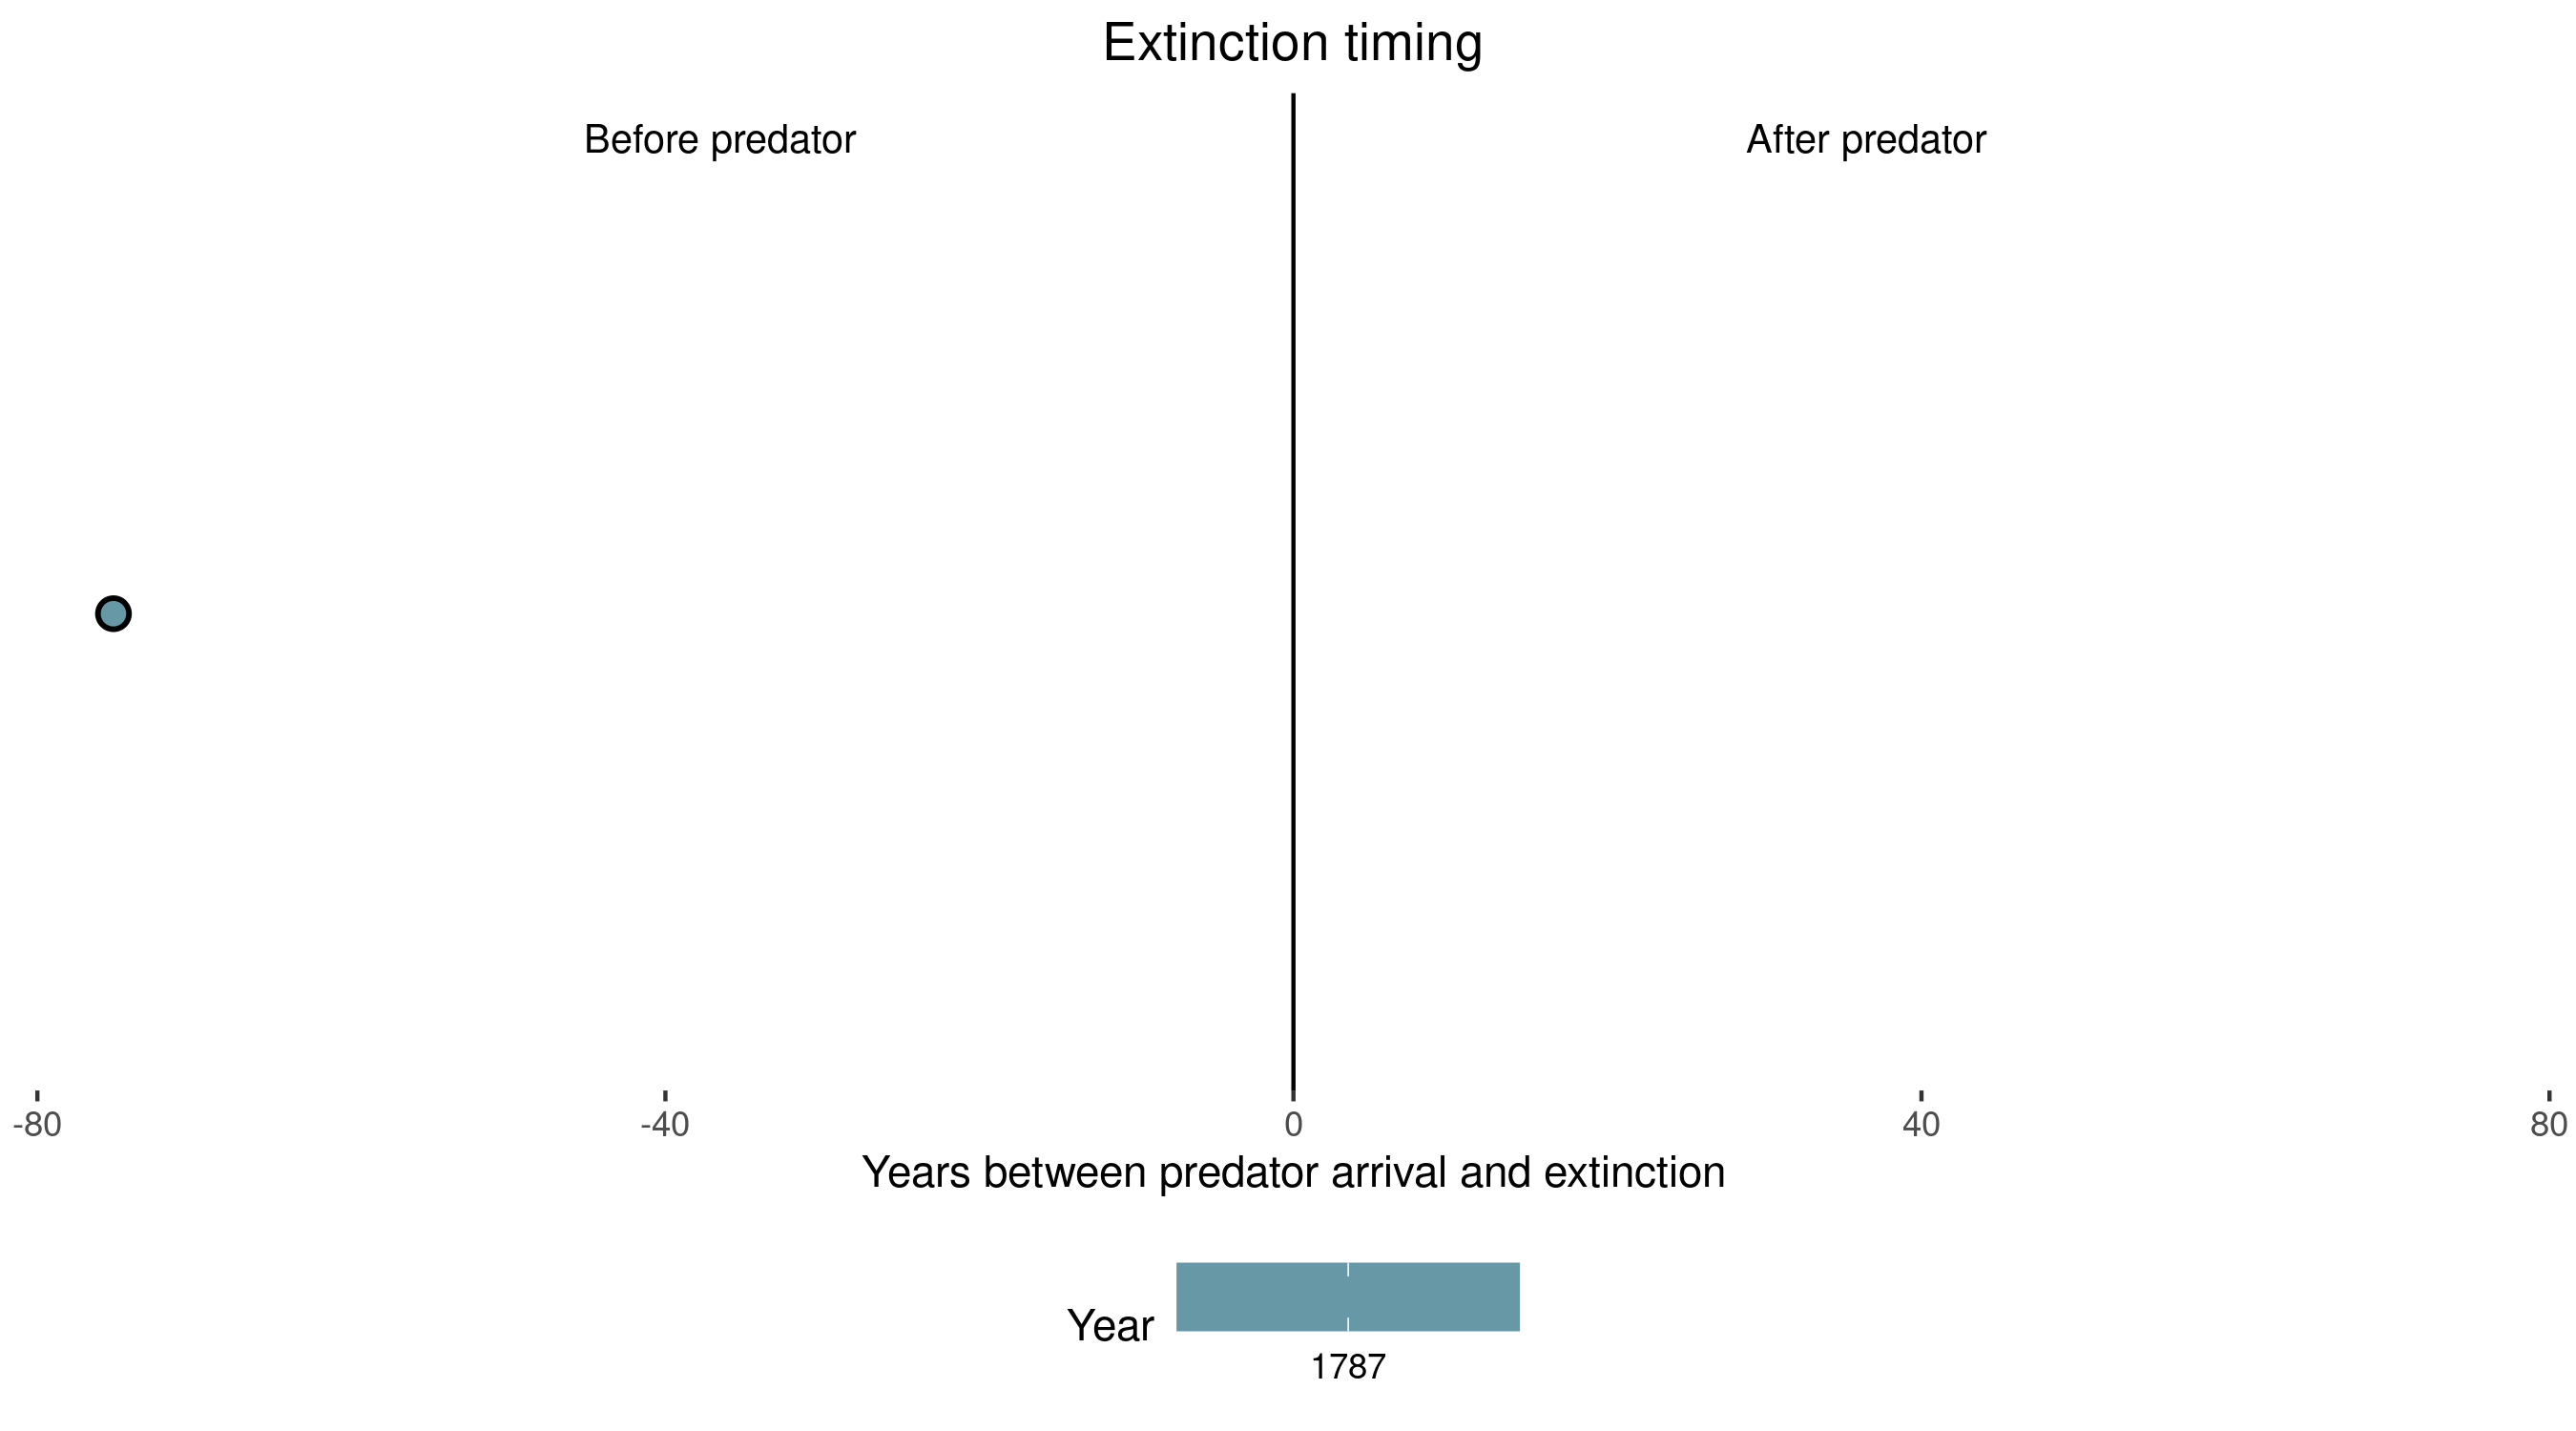 Extinction timing
Before predator
After predator
-80
-40
0
40
80
Years between predator arrival and extinction
Year
1787